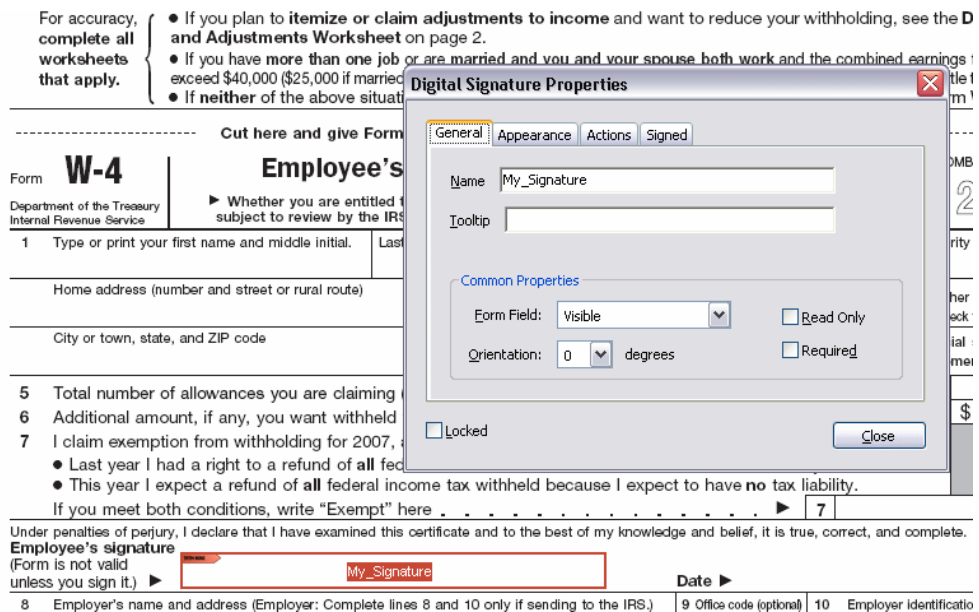 For accuracy, complete all worksheets that apply.
● If you plan to itemize or claim adjustments to income and want to reduce your withholding, see the
and Adjustments Worksheet on page 2.
● If you have more than one job or are married and you and your spouse both work and the combined earnings
exceed $40,000 ($25,000 if married
● If neither of the above
Cut here and give Form
Form W-4
Department of the Treasury
Internal Revenue Service
Employee's
► Whether you are entitled
subject to review by the IRS
1 Type or print your first name and middle initial.
Last
Home address (number and street or rural route)
City or town, state, and ZIP code
5 Total number of allowances you are claiming
6 Additional amount, if any, you want withheld
$
7 I claim exemption from withholding for 2007,
● Last year I had a right to a refund of all
● This year I expect a refund of all federal income tax withheld because I expect to have no tax liability.
If you meet both conditions, write “Exempt” here . . . . . . . . . . . . . ► 7
Under penalties of perjury, I declare that I have examined this certificate and to the best of my knowledge and belief, it is true, correct, and complete.
Employee's signature
(Form is not valid
unless you sign it.) ►
My_Signature
Date ►
8 Employer's name and address (Employer: Complete lines 8 and 10 only if sending to the IRS.)
9 Office code (optional)
10 Employer
Digital Signature Properties
General Appearance Actions Signed
Name My_Signature
Tooltip
Common Properties
Form Field: Visible
Read Only
Orientation: 0 degrees
Required
Locked
Close